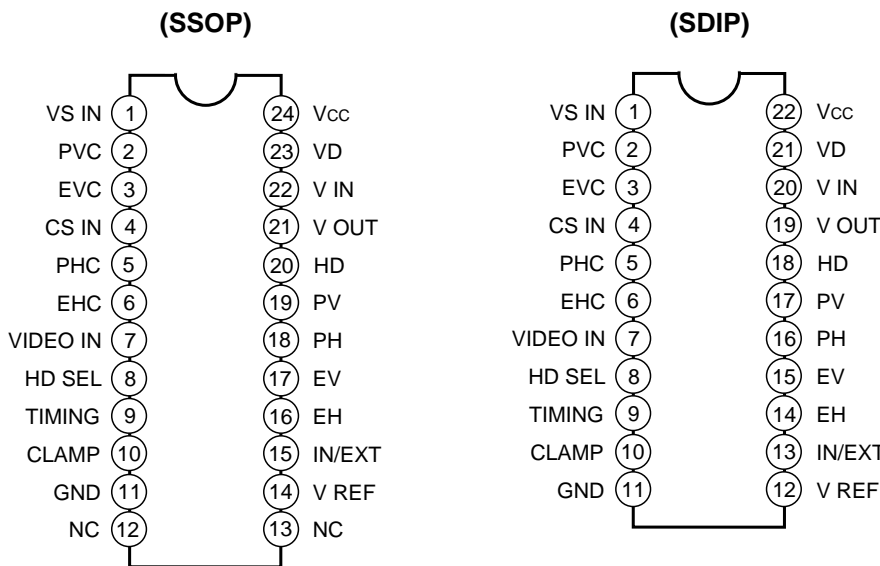 (SSOP)
VS IN 1 24 VCC
PVC 2 23 VD
EVC 3 22 V IN
CS IN 4 21 V OUT
PHC 5 20 HD
EHC 6 19 PV
VIDEO IN 7 18 PH
HD SEL 8 17 EV
TIMING 9 16 EH
CLAMP 10 15 IN/EXT
GND 11 14 V REF
NC 12 13 NC
(SDIP)
VS IN 1 22 VCC
PVC 2 21 VD
EVC 3 20 V IN
CS IN 4 19 V OUT
PHC 5 18 HD
EHC 6 17 PV
VIDEO IN 7 16 PH
HD SEL 8 15 EV
TIMING 9 14 EH
CLAMP 10 13 IN/EXT
GND 11 12 V REF